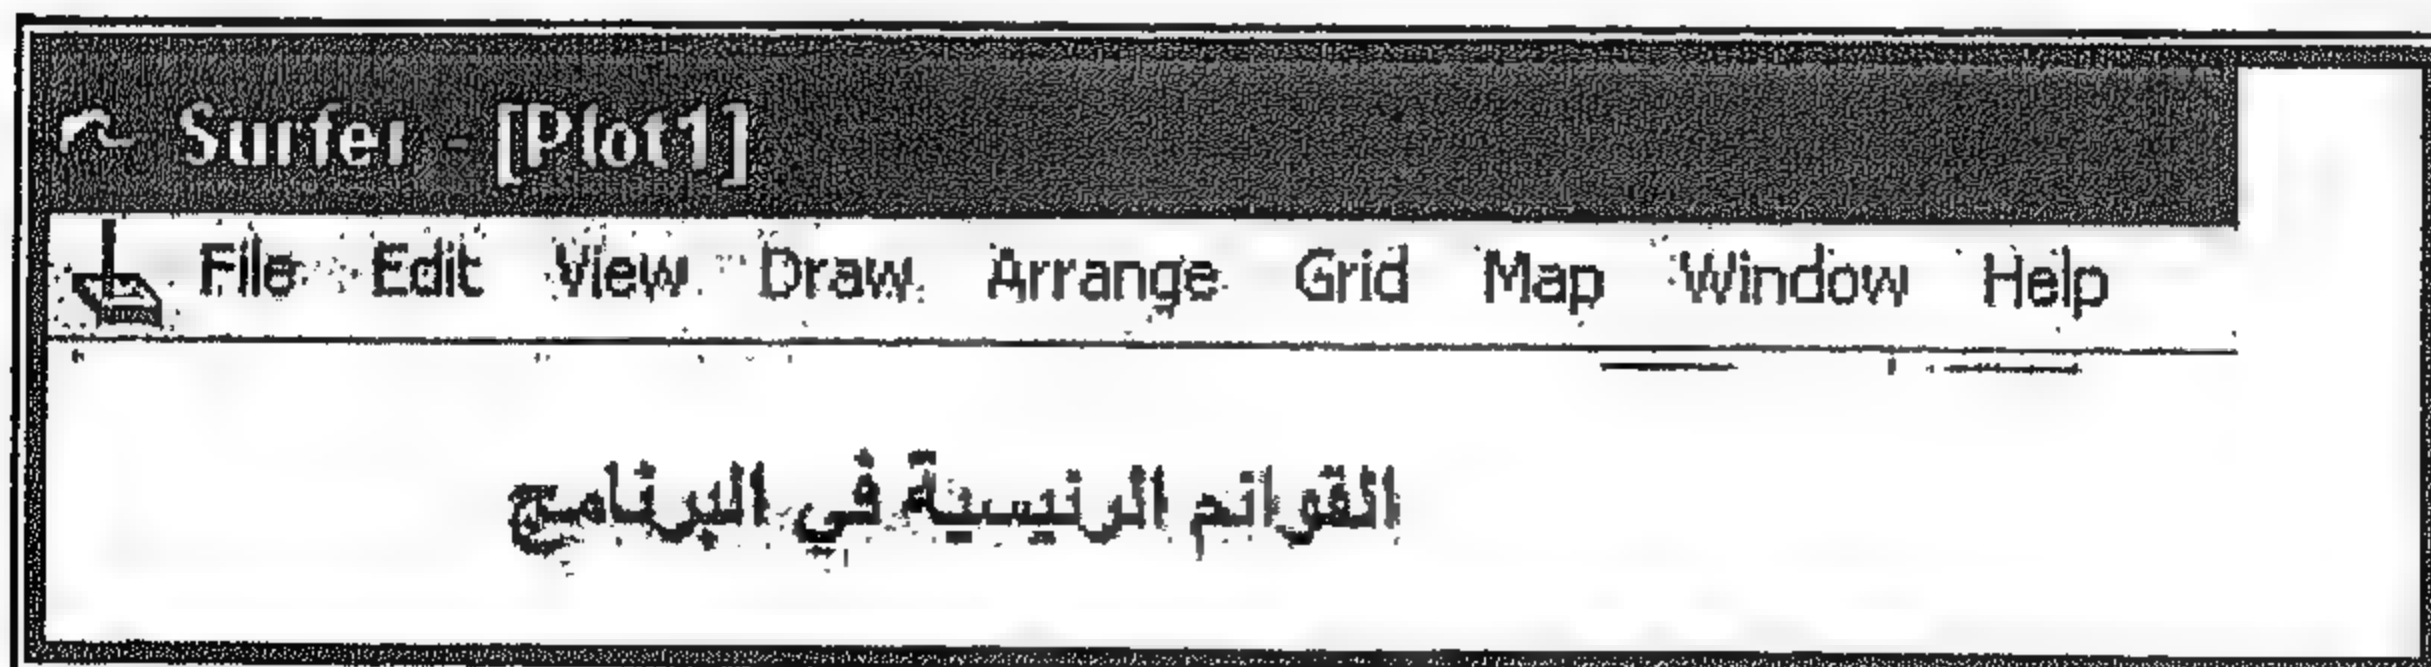 Surfer - [Plot1]
File Edit View Draw Arrange Grid Map Window Help
القوائم الرئيسية في البرنامج